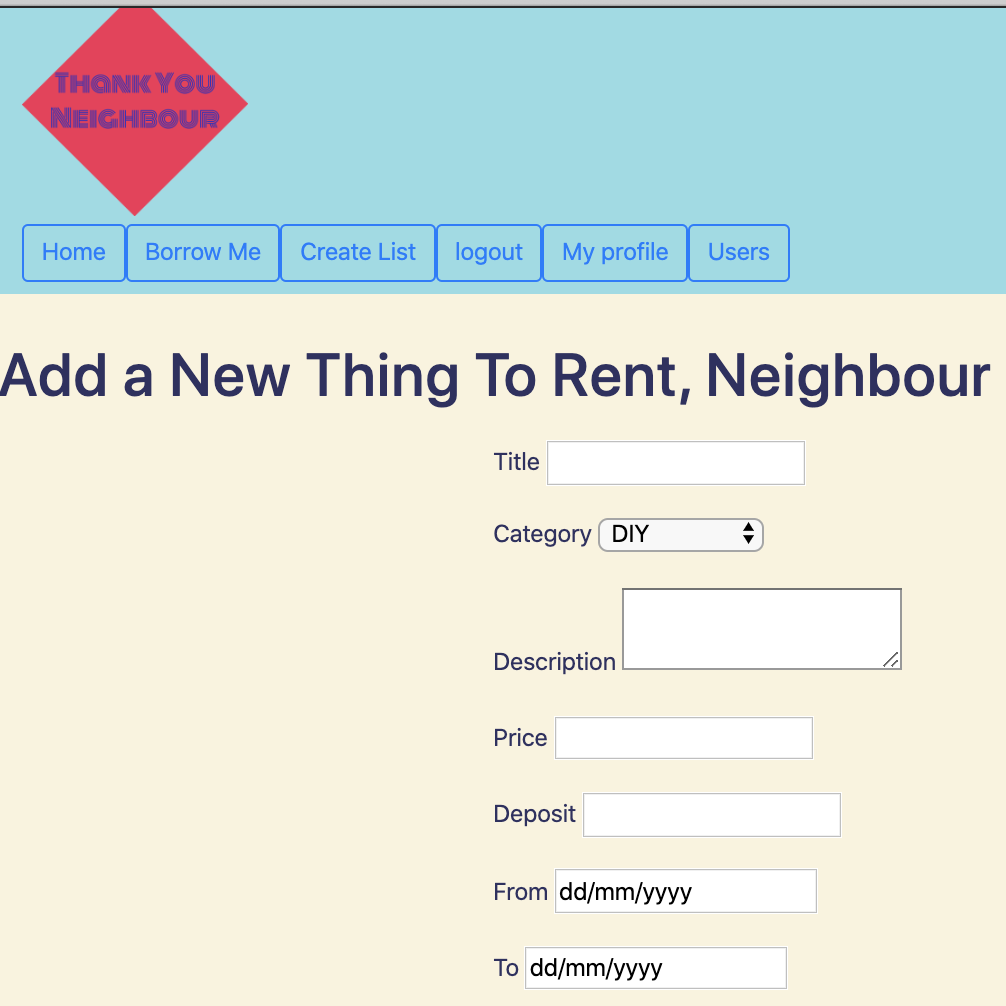 Thank You
Neighbour
Home Borrow Me Create List logout My profile Users
Add a New Thing To Rent, Neighbour
Title
Category DIY
Description
Price
Deposit
From dd/mm/yyyy
To dd/mm/yyyy